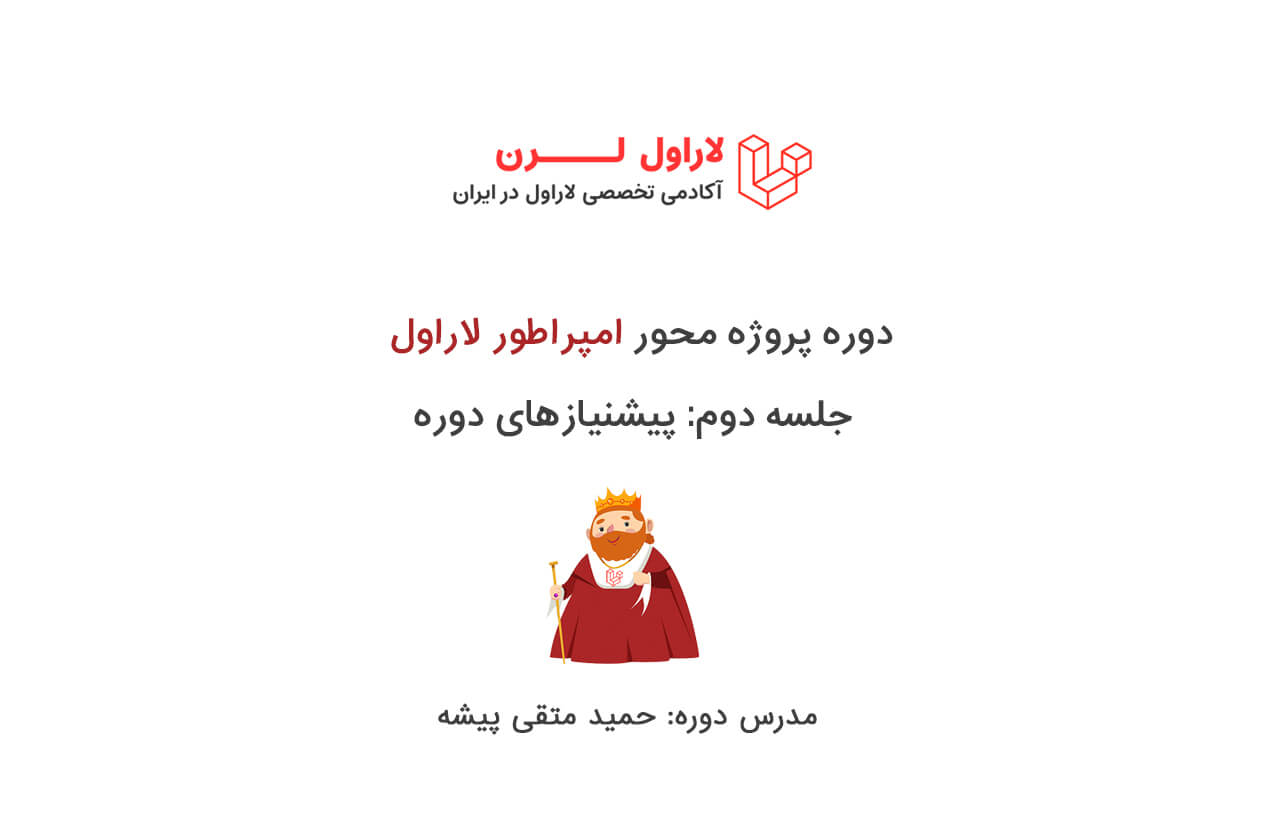 لاراول لـــــــرن
آکادمی تخصصی لاراول در ایران
دوره پروژه محور امپراطور لاراول
جلسه دوم: پیشنیازهای دوره
مدرس دوره: حمید متقی پیشه